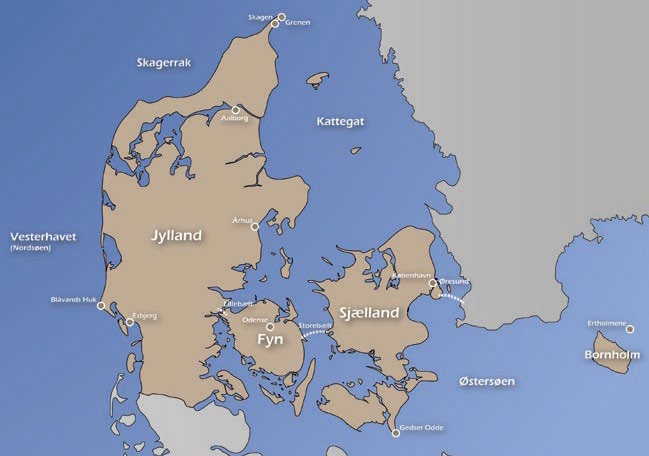 Skagen
Grenen
Skagerrak
Aalborg
Kattegat
Århus
Jylland
Vesterhavet
(Nordsøen)
København
Øresund
Blåvands Huk
Lillebælt
Esbjerg
Odense
Storebælt
Sjælland
Fyn
Ertholmene
Bornholm
Østersøen
Gedser Odde